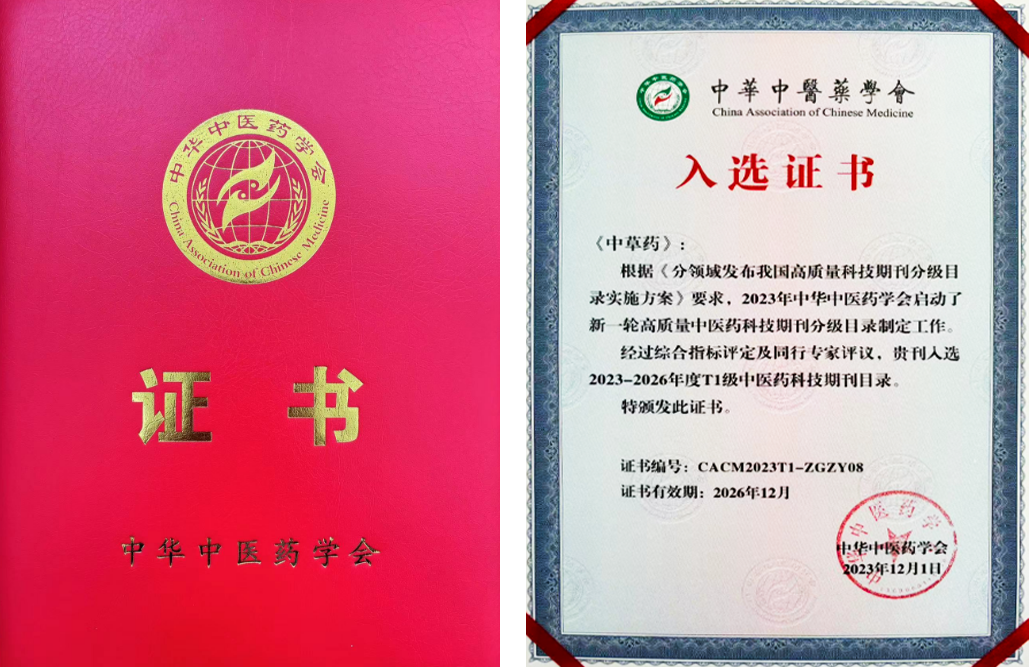 中华中医药学会
China Association of Chinese Medicine
证 书
中华中医药学会
中華中醫藥學會
China Association of Chinese Medicine
入选证书
《中草药》:
根据《分领域发布我国高质量科技期刊分级目
录实施方案》要求,2023年中华中医药学会启动了
新一轮高质量中医药科技期刊分级目录制定工作。
经过综合指标评定及同行专家评议,贵刊入选
2023-2026年度T1级中医药科技期刊目录。
特颁发此证书。
证书编号:CACM2023T1-ZGZY08
证书有效期:2026年12月
中华中医药学会
2023年12月1日